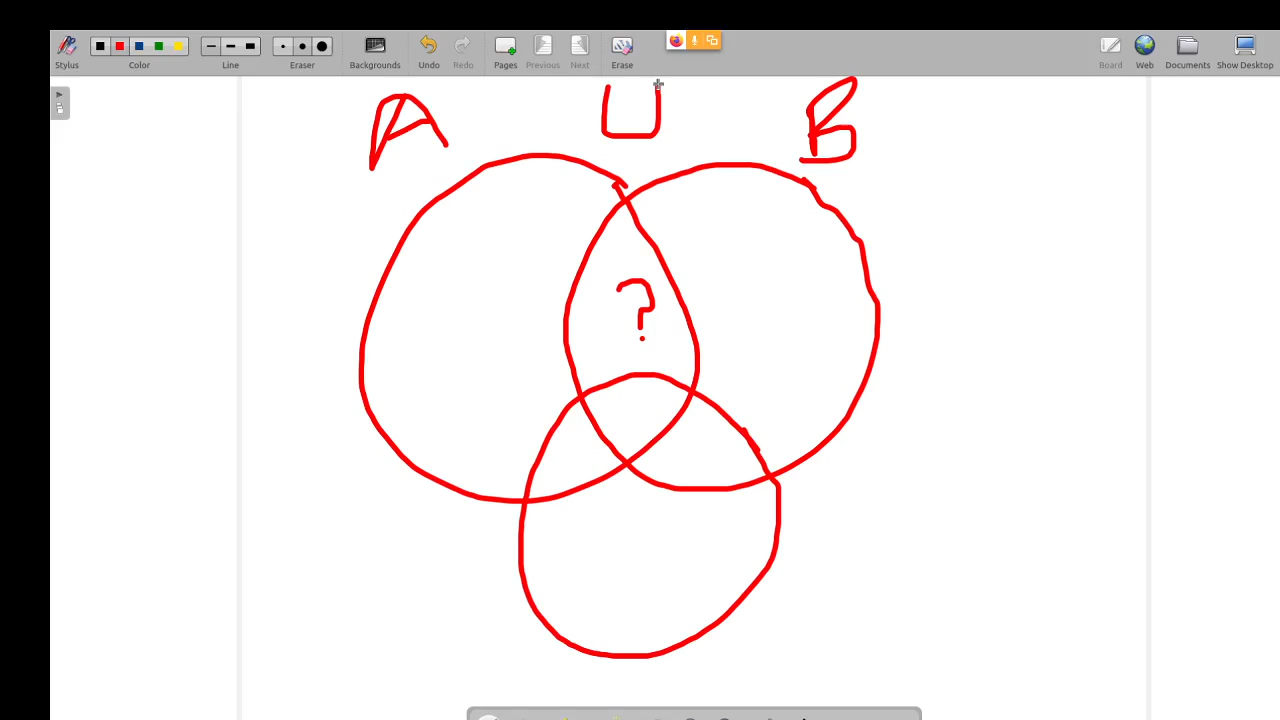 Stylus Color Line Eraser Backgrounds Undo Redo Pages Previous Next Erase Board Web Documents Show Desktop
A U B
?